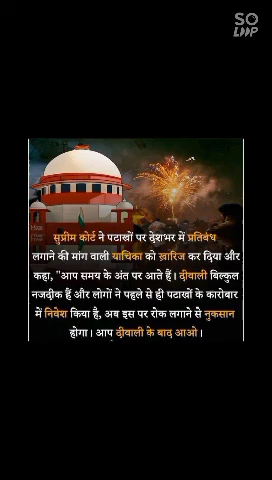 SO
LOOP
सुप्रीम कोर्ट ने पटाखों पर देशभर में प्रतिबंध
लगाने की मांग वाली याचिका को ख़ारिज कर दिया और
कहा, "आप समय के अंत पर आते हैं। दीवाली बिल्कुल
नजदीक हैं और लोगों ने पहले से ही पटाखों के कारोबार
में निवेश किया है, अब इस पर रोक लगाने से नुकसान
होगा। आप दीवाली के बाद आओ।